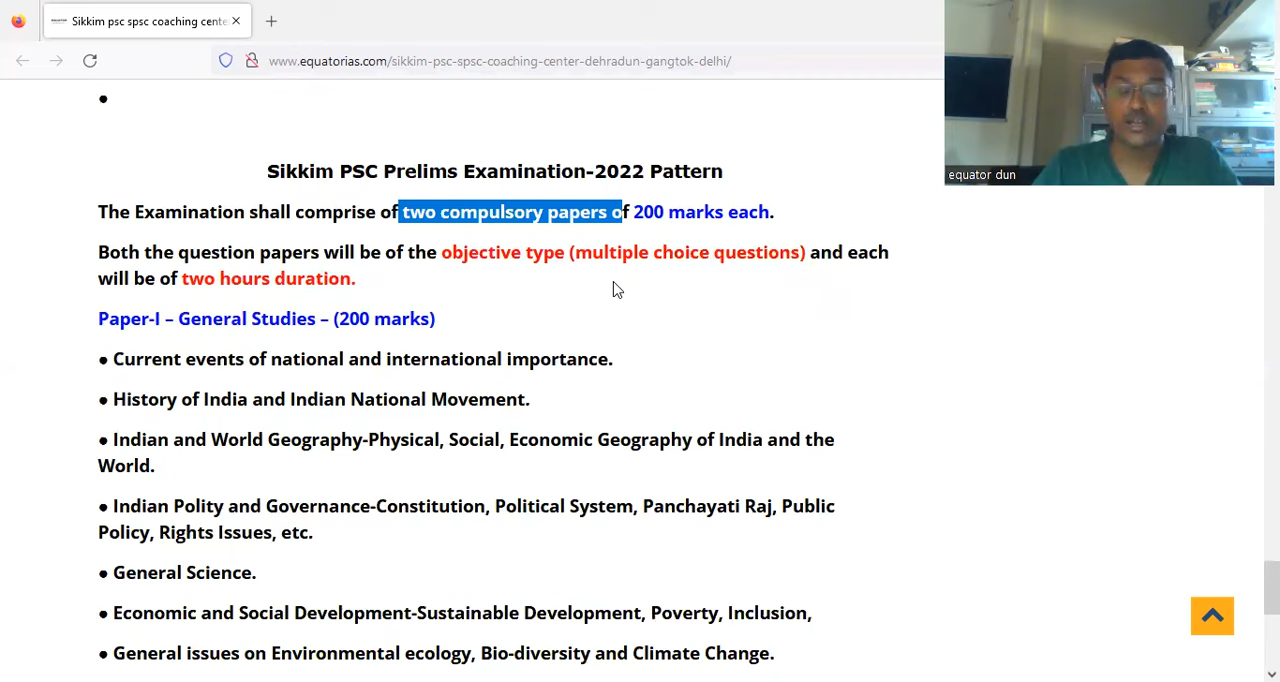 Sikkim psc spsc coaching cente
www.equatorias.com/sikkim-psc-spsc-coaching-center-dehradun-gangtok-delhi/
equator dun
Sikkim PSC Prelims Examination-2022 Pattern
The Examination shall comprise of two compulsory papers of 200 marks each.
Both the question papers will be of the objective type (multiple choice questions) and each
will be of two hours duration.
Paper-I – General Studies – (200 marks)
● Current events of national and international importance.
● History of India and Indian National Movement.
● Indian and World Geography-Physical, Social, Economic Geography of India and the
World.
● Indian Polity and Governance-Constitution, Political System, Panchayati Raj, Public
Policy, Rights Issues, etc.
● General Science.
● Economic and Social Development-Sustainable Development, Poverty, Inclusion,
● General issues on Environmental ecology, Bio-diversity and Climate Change.